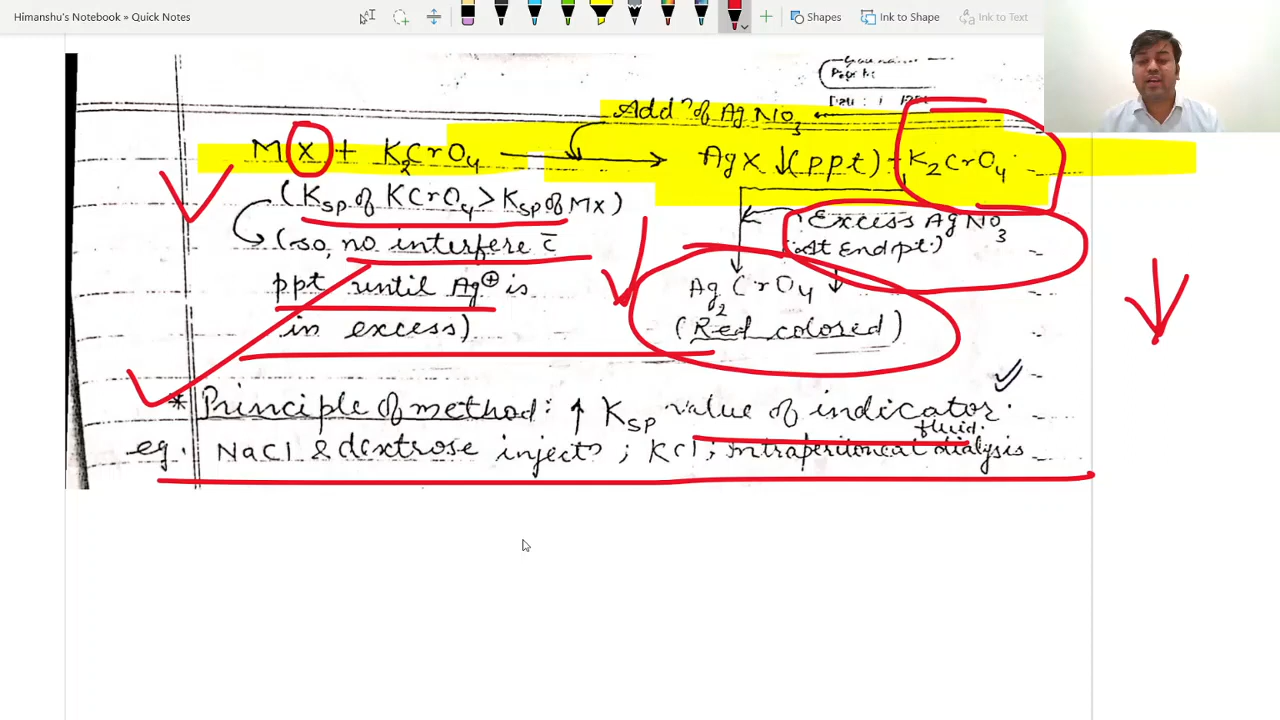 Himanshu's Notebook » Quick Notes
Shapes
Ink to Shape
Ink to Text
Addⁿ of AgNO₃
MX + K₂CrO₄ → AgX ↓(ppt) + K₂CrO₄
(Ksp of KCrO₄ > Ksp of MX)
Excess AgNO₃
(at Endpt.)
(so, no interfere c̅
ppt until Ag⊕ is
in excess).
Ag₂CrO₄ ↓
(Red colored)
* Principle of method: ↑ Ksp value of indicator.
eg. NaCl & dextrose injectⁿ; KCl; Intraperitoneal dialysis fluid.